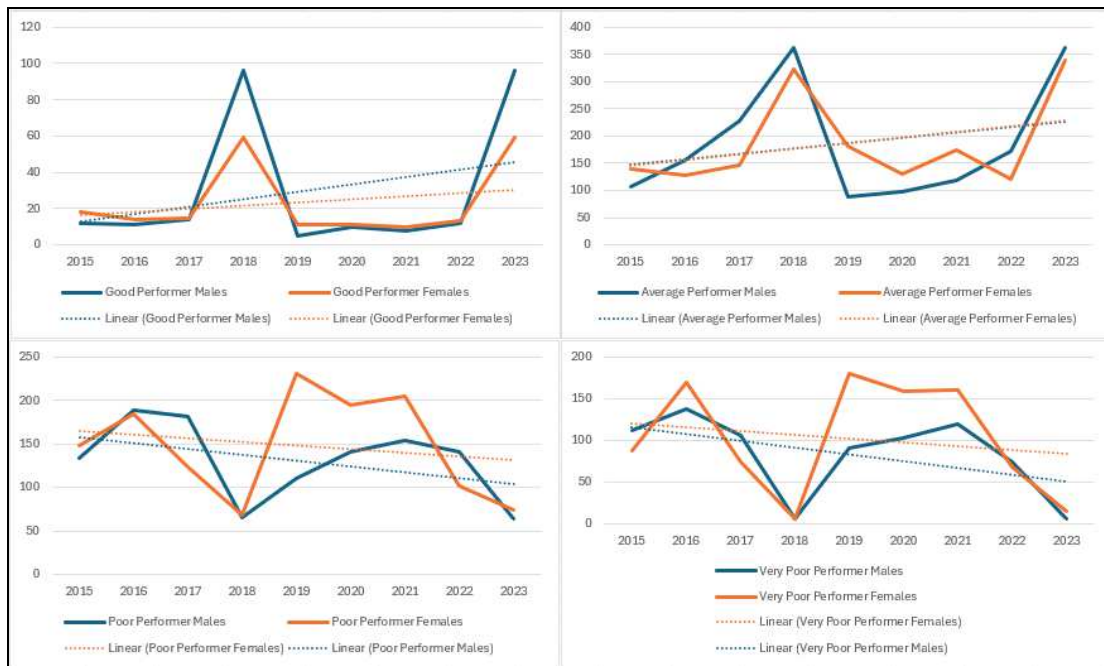 120
100
80
60
40
20
0
2015 2016 2017 2018 2019 2020 2021 2022 2023
Good Performer Males Good Performer Females
Linear (Good Performer Males) Linear (Good Performer Females)
400
350
300
250
200
150
100
50
0
2015 2016 2017 2018 2019 2020 2021 2022 2023
Average Performer Males Average Performer Females
Linear (Average Performer Males) Linear (Average Performer Females)
250
200
150
100
50
0
2015 2016 2017 2018 2019 2020 2021 2022 2023
Poor Performer Males Poor Performer Females
Linear (Poor Performer Females) Linear (Poor Performer Males)
200
150
100
50
0
2015 2016 2017 2018 2019 2020 2021 2022 2023
Very Poor Performer Males
Very Poor Performer Females
Linear (Very Poor Performer Females)
Linear (Very Poor Performer Males)